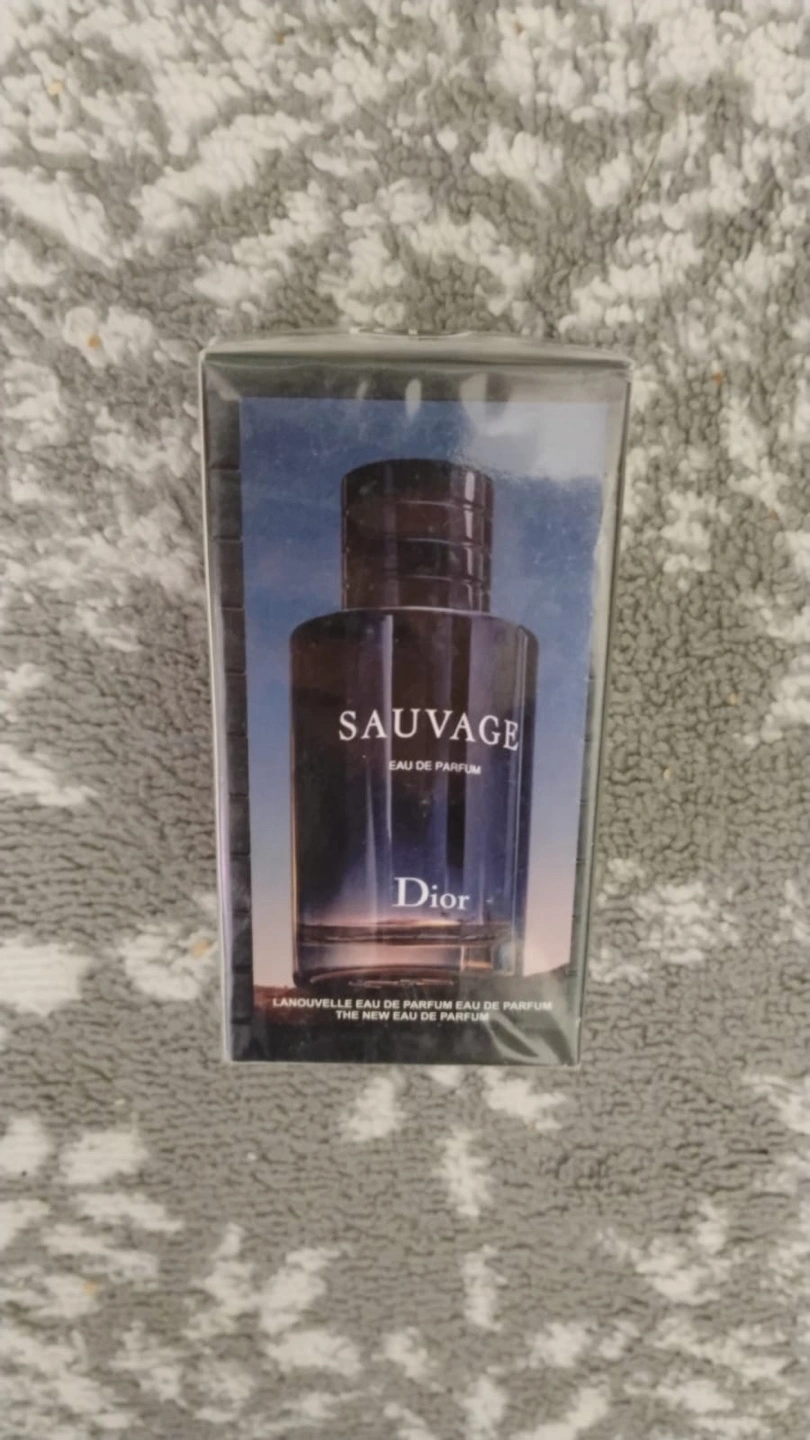 SAUVAGE
EAU DE PARFUM
Dior
LANOUVELLE EAU DE PARFUM EAU DE PARFUM
THE NEW EAU DE PARFUM